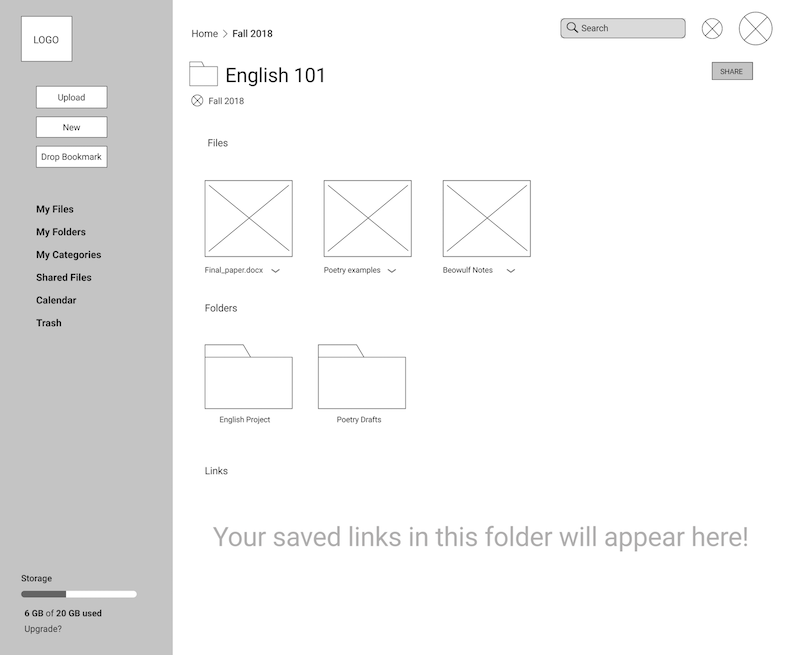 LOGO
Upload
New
Drop Bookmark
My Files
My Folders
My Categories
Shared Files
Calendar
Trash
Storage
6 GB of 20 GB used
Upgrade?
Home > Fall 2018
Search
English 101
SHARE
Fall 2018
Files
Final_paper.docx
Poetry examples
Beowulf Notes
Folders
English Project
Poetry Drafts
Links
Your saved links in this folder will appear here!